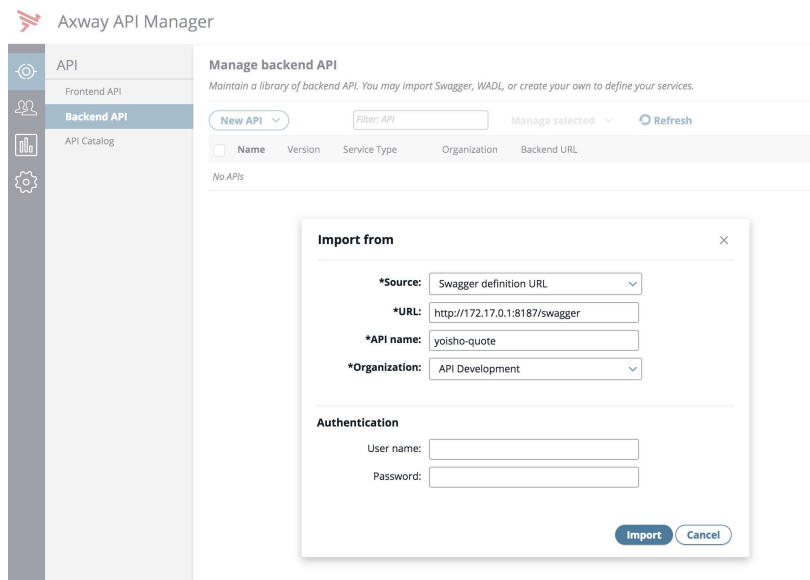 Axway API Manager
API
Frontend API
Backend API
API Catalog
Manage backend API
Maintain a library of backend API. You may import Swagger, WADL, or create your own to define your services.
New API
Filter: API
Manage selected
Refresh
Name Version Service Type Organization Backend URL
No APIs
Import from
*Source: Swagger definition URL
*URL: http://172.17.0.1:8187/swagger
*API name: yoisho-quote
*Organization: API Development
Authentication
User name:
Password:
Import Cancel